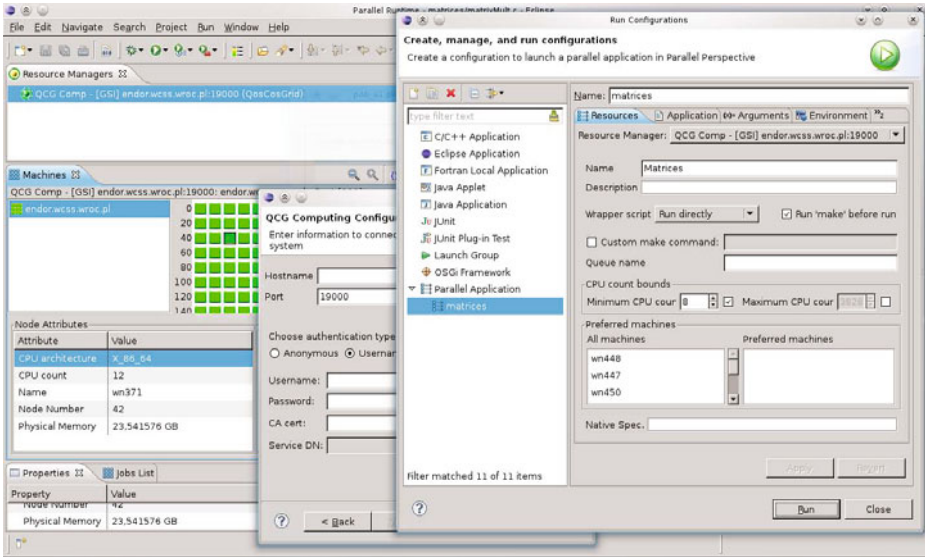 Parallel Runtime - matrices/matrixMult.c - Eclipse
File Edit Navigate Search Project Run Window Help
Resource Managers
QCG Comp - [GSI] endor.wcss.wroc.pl:19000 (QosCosGrid)
Machines
QCG Comp - [GSI] endor.wcss.wroc.pl:19000: endor.w
endor.wcss.wroc.pl
0
20
40
60
80
100
120
140
Node Attributes
Attribute Value
CPU architecture X_86_64
CPU count 12
Name wn371
Node Number 42
Physical Memory 23,541576 GB
Properties Jobs List
Property Value
Node Number 42
Physical Memory 23,541576 GB
QCG Computing Configu
Enter information to connec
system
Hostname
Port 19000
Choose authentication type
Anonymous Usernar
Username:
Password:
CA cert:
Service DN:
< Back
Run Configurations
Create, manage, and run configurations
Create a configuration to launch a parallel application in Parallel Perspective
type filter text
C/C++ Application
Eclipse Application
Fortran Local Application
Java Applet
Java Application
JUnit
JUnit Plug-in Test
Launch Group
OSGi Framework
Parallel Application
matrices
Filter matched 11 of 11 items
Name: matrices
Resources Application Arguments Environment »2
Resource Manager: QCG Comp - [GSI] endor.wcss.wroc.pl:19000
Name Matrices
Description
Wrapper script Run directly Run 'make' before run
Custom make command:
Queue name
CPU count bounds
Minimum CPU cour 8 Maximum CPU cour
Preferred machines
All machines Preferred machines
wn448
wn447
wn450
Native Spec.
Apply Revert
Run Close